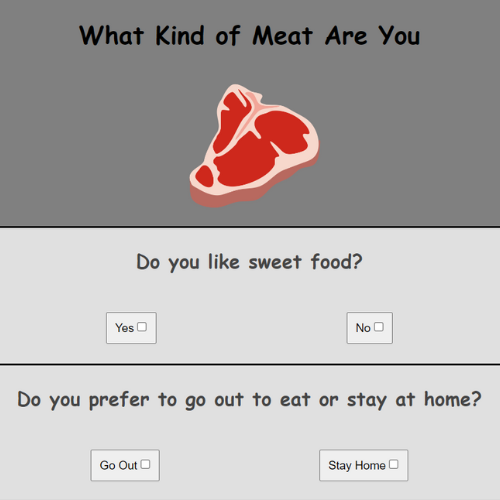 What Kind of Meat Are You
Do you like sweet food?
Yes
No
Do you prefer to go out to eat or stay at home?
Go Out
Stay Home